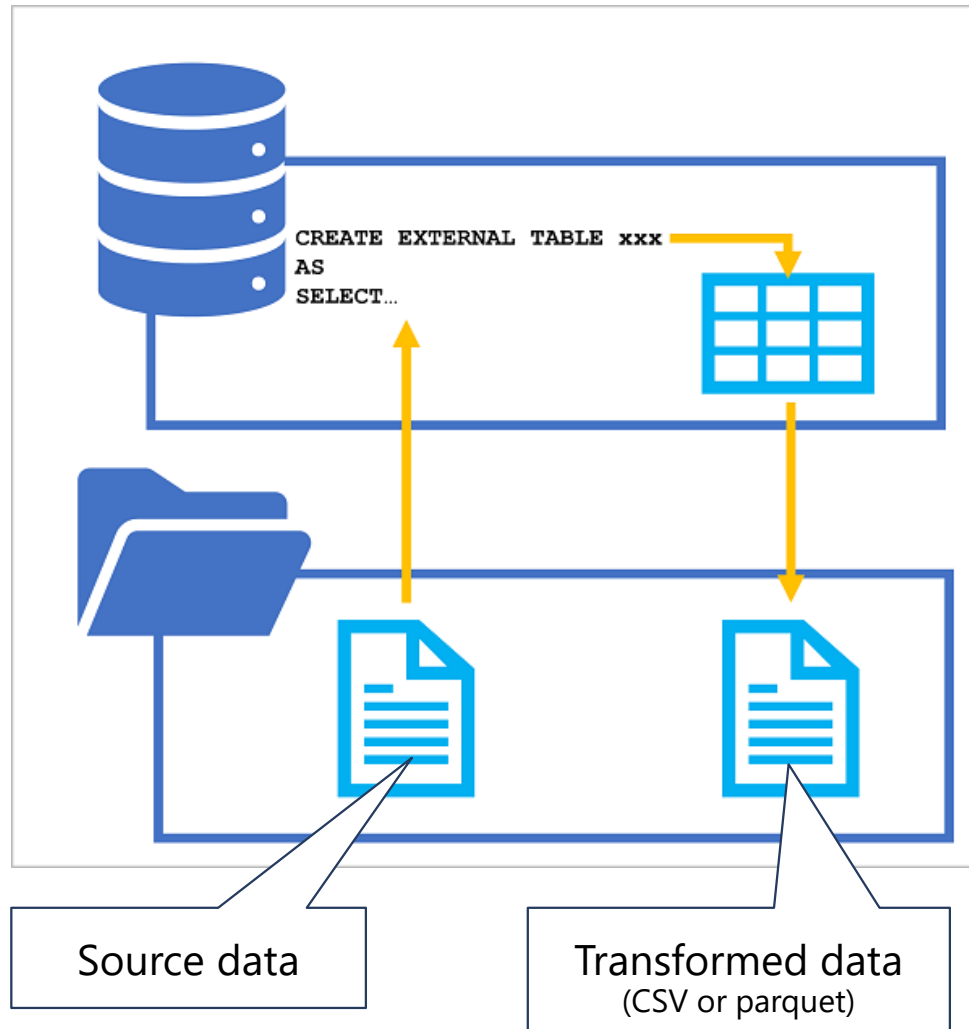 CREATE EXTERNAL TABLE xxx
AS
SELECT…
Source data
Transformed data
(CSV or parquet)